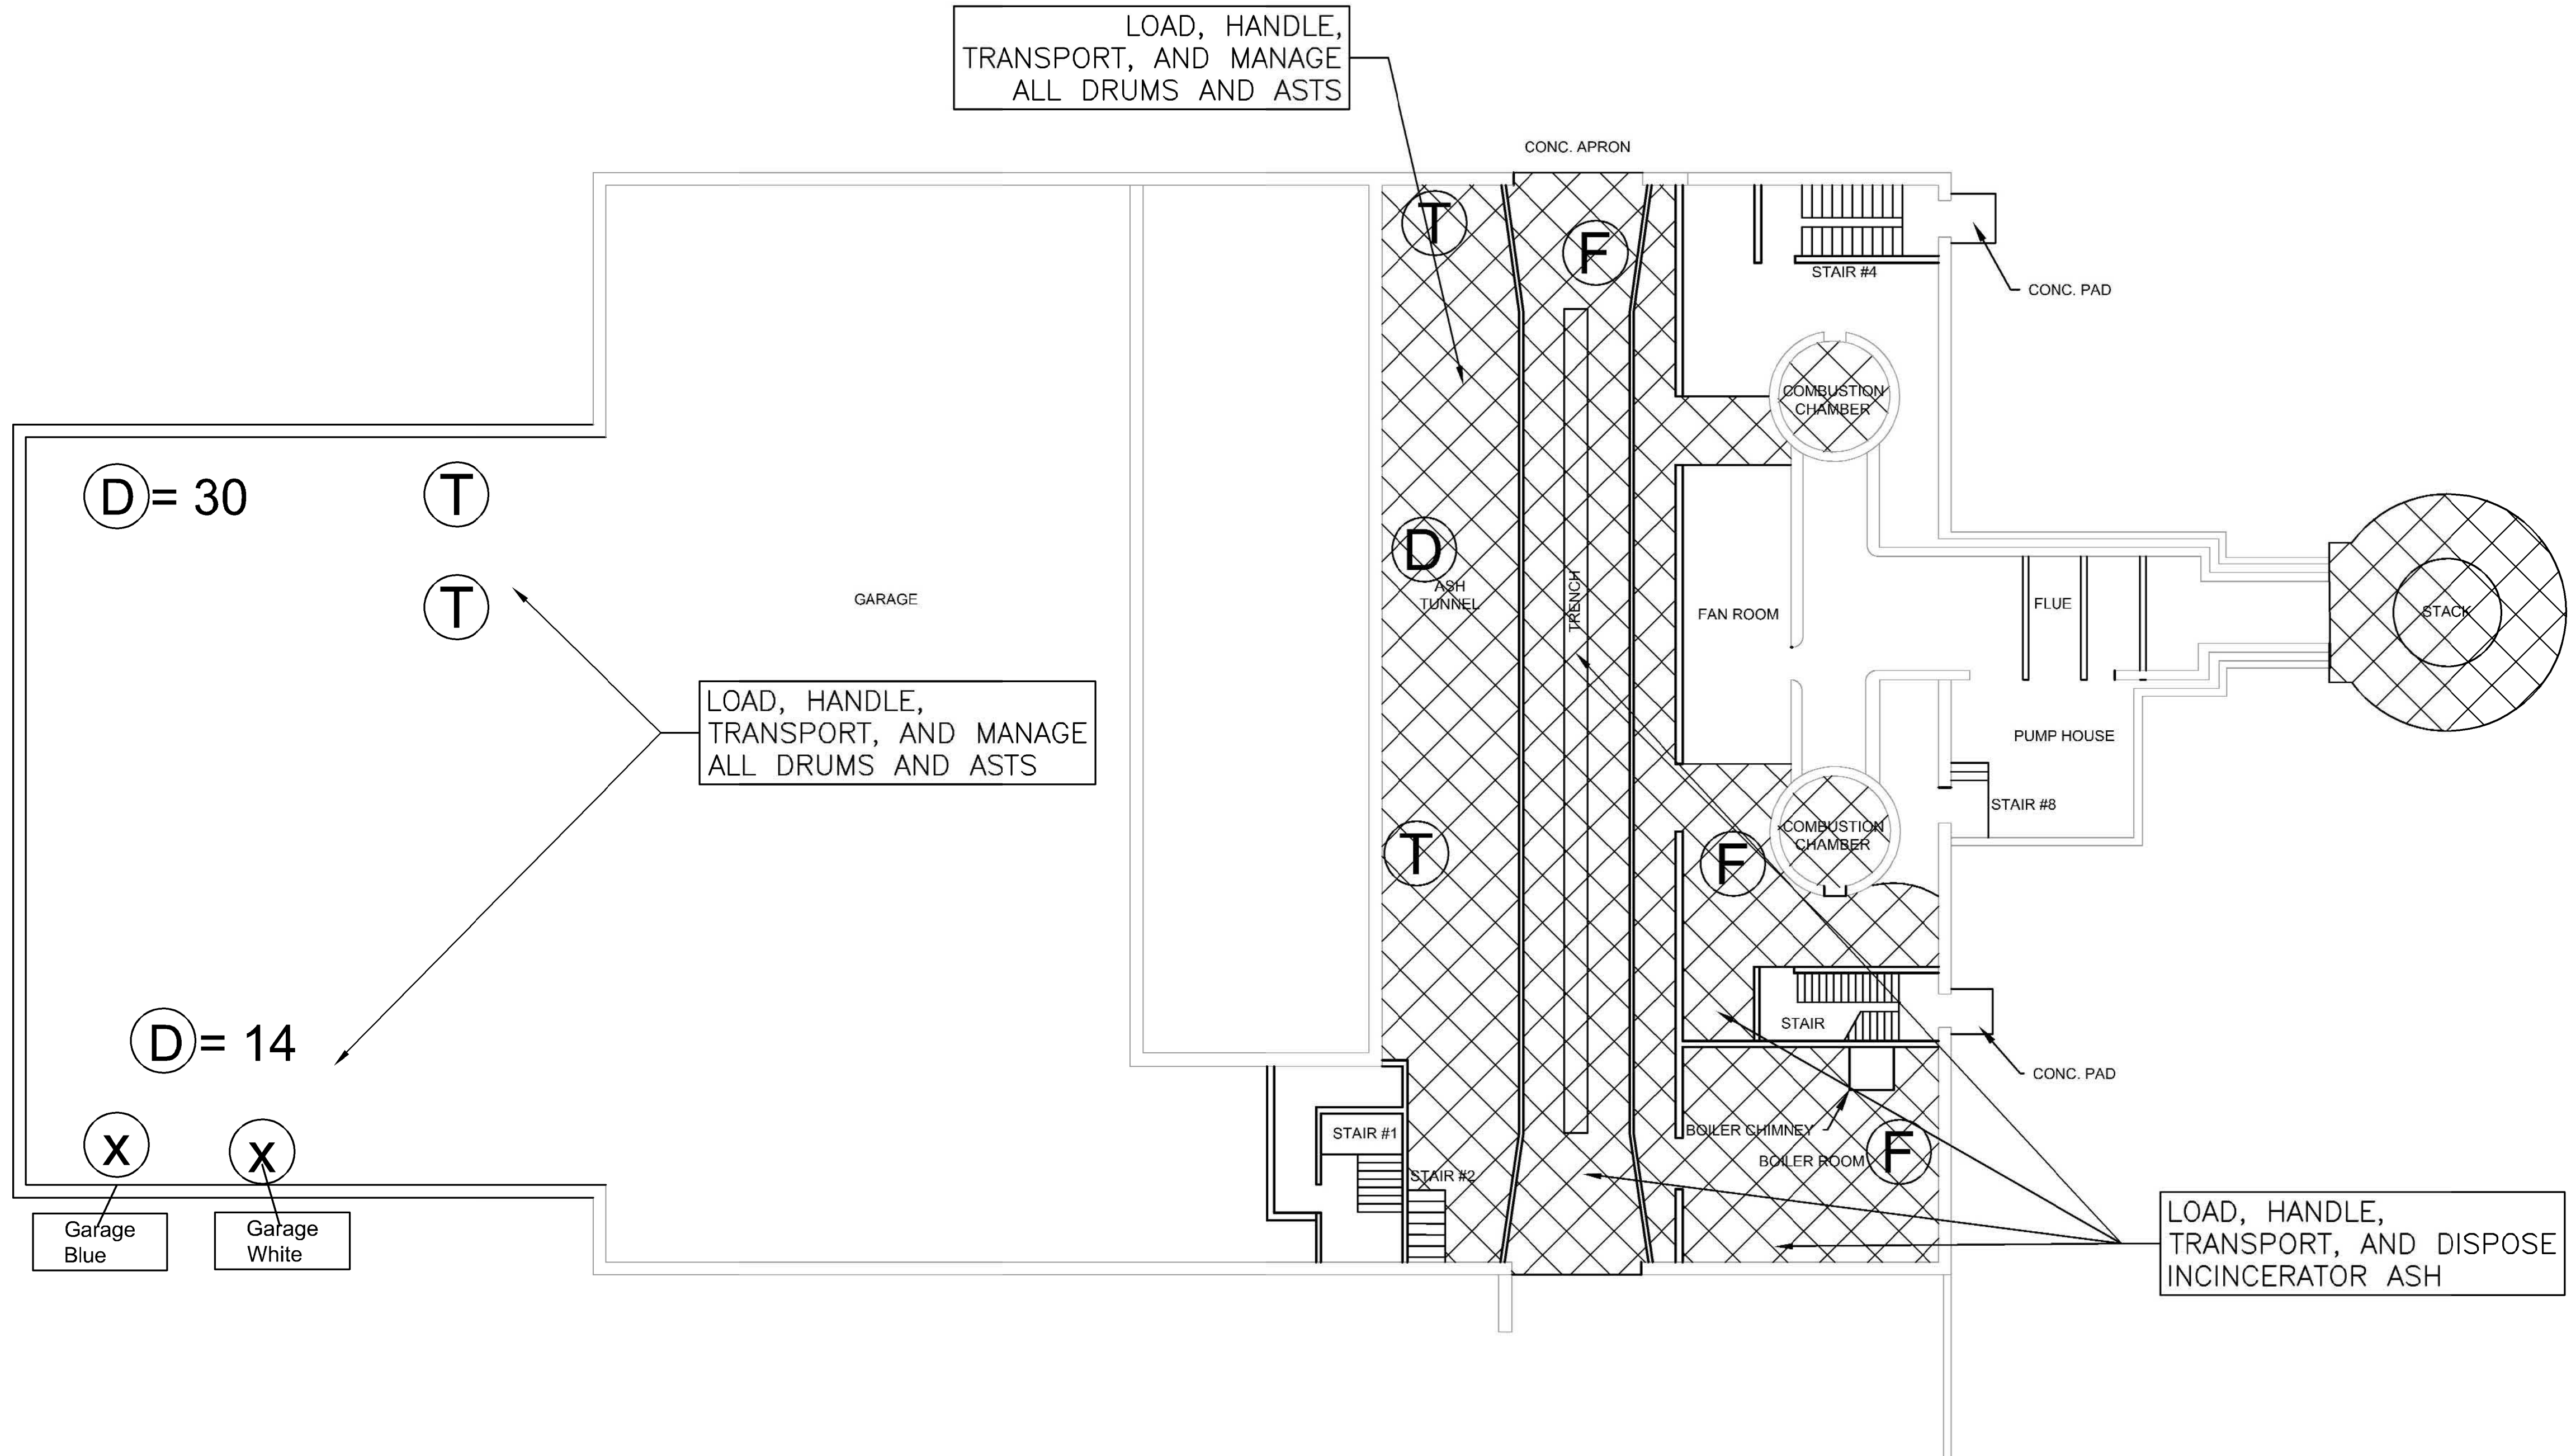 LOAD, HANDLE,
TRANSPORT, AND MANAGE
ALL DRUMS AND ASTS
CONC. APRON
T
F
STAIR #4
CONC. PAD
COMBUSTION
CHAMBER
D = 30
T
T
GARAGE
D
ASH
TUNNEL
TRENCH
FAN ROOM
FLUE
STACK
LOAD, HANDLE,
TRANSPORT, AND MANAGE
ALL DRUMS AND ASTS
PUMP HOUSE
STAIR #8
COMBUSTION
CHAMBER
T
F
D = 14
STAIR
CONC. PAD
X
X
STAIR #1
BOILER CHIMNEY
BOILER ROOM
F
STAIR #2
Garage
Blue
Garage
White
LOAD, HANDLE,
TRANSPORT, AND DISPOSE
INCINCERATOR ASH